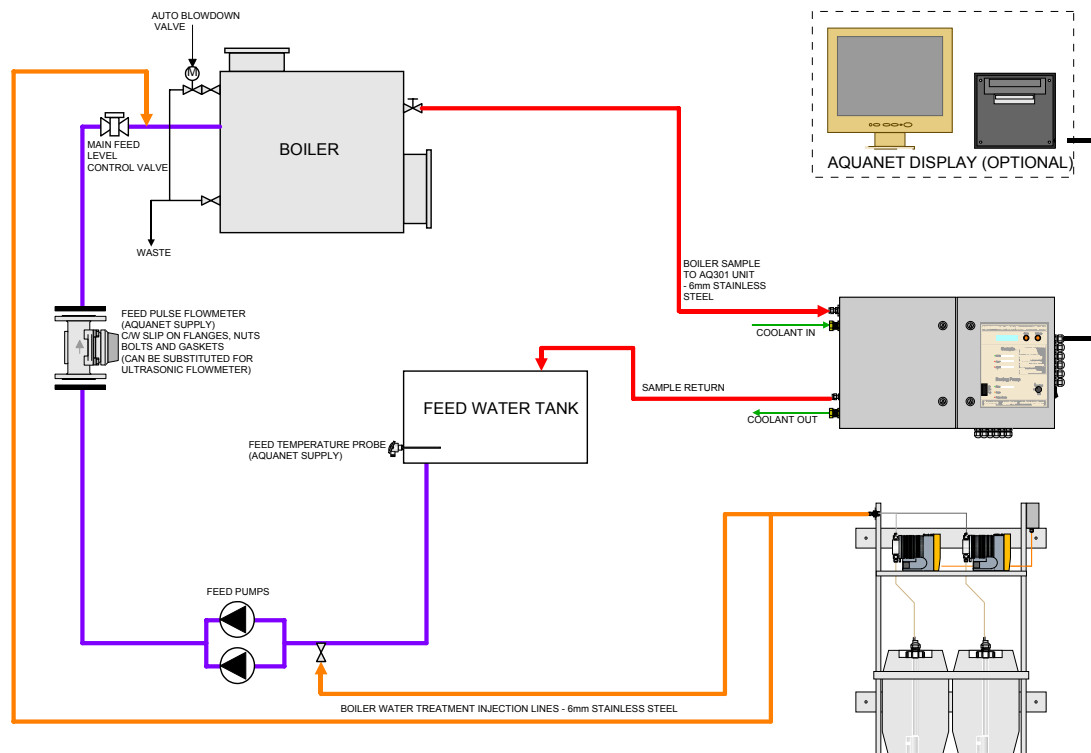 AUTO BLOWDOWN
VALVE
M
BOILER
MAIN FEED
LEVEL
CONTROL VALVE
WASTE
AQUANET DISPLAY (OPTIONAL)
BOILER SAMPLE
TO AQ301 UNIT
- 6mm STAINLESS
STEEL
COOLANT IN
FEED PULSE FLOWMETER
(AQUANET SUPPLY)
C/W SLIP ON FLANGES, NUTS
BOLTS AND GASKETS
(CAN BE SUBSTITUTED FOR
ULTRASONIC FLOWMETER)
SAMPLE RETURN
COOLANT OUT
FEED WATER TANK
FEED TEMPERATURE PROBE
(AQUANET SUPPLY)
FEED PUMPS
BOILER WATER TREATMENT INJECTION LINES - 6mm STAINLESS STEEL